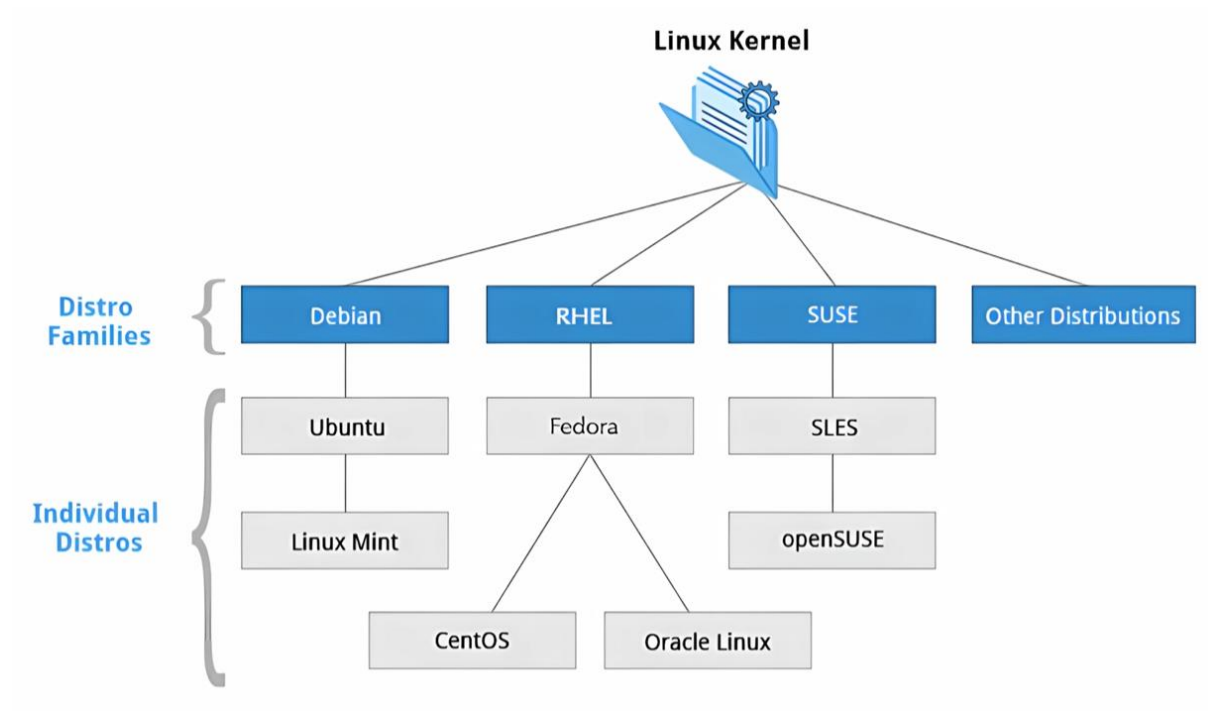 Linux Kernel
Distro
Families
Debian
RHEL
SUSE
Other Distributions
Individual
Distros
Ubuntu
Fedora
SLES
Linux Mint
openSUSE
CentOS
Oracle Linux